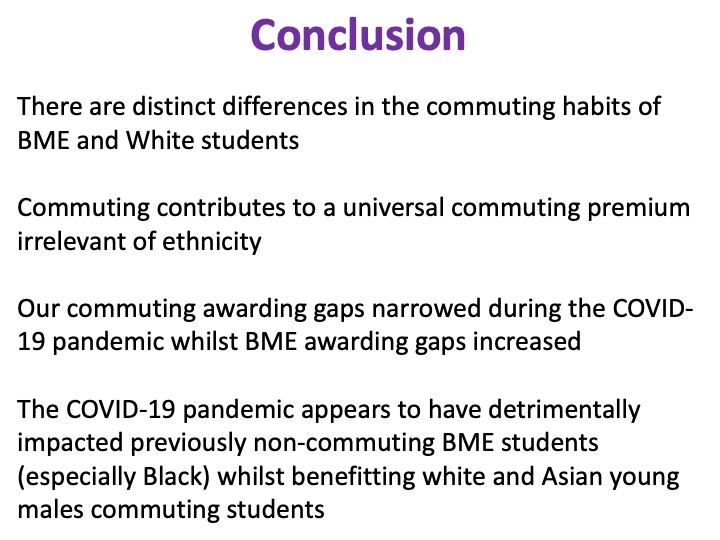 Conclusion
There are distinct differences in the commuting habits of
BME and White students
Commuting contributes to a universal commuting premium
irrelevant of ethnicity
Our commuting awarding gaps narrowed during the COVID-
19 pandemic whilst BME awarding gaps increased
The COVID-19 pandemic appears to have detrimentally
impacted previously non-commuting BME students
(especially Black) whilst benefitting white and Asian young
males commuting students